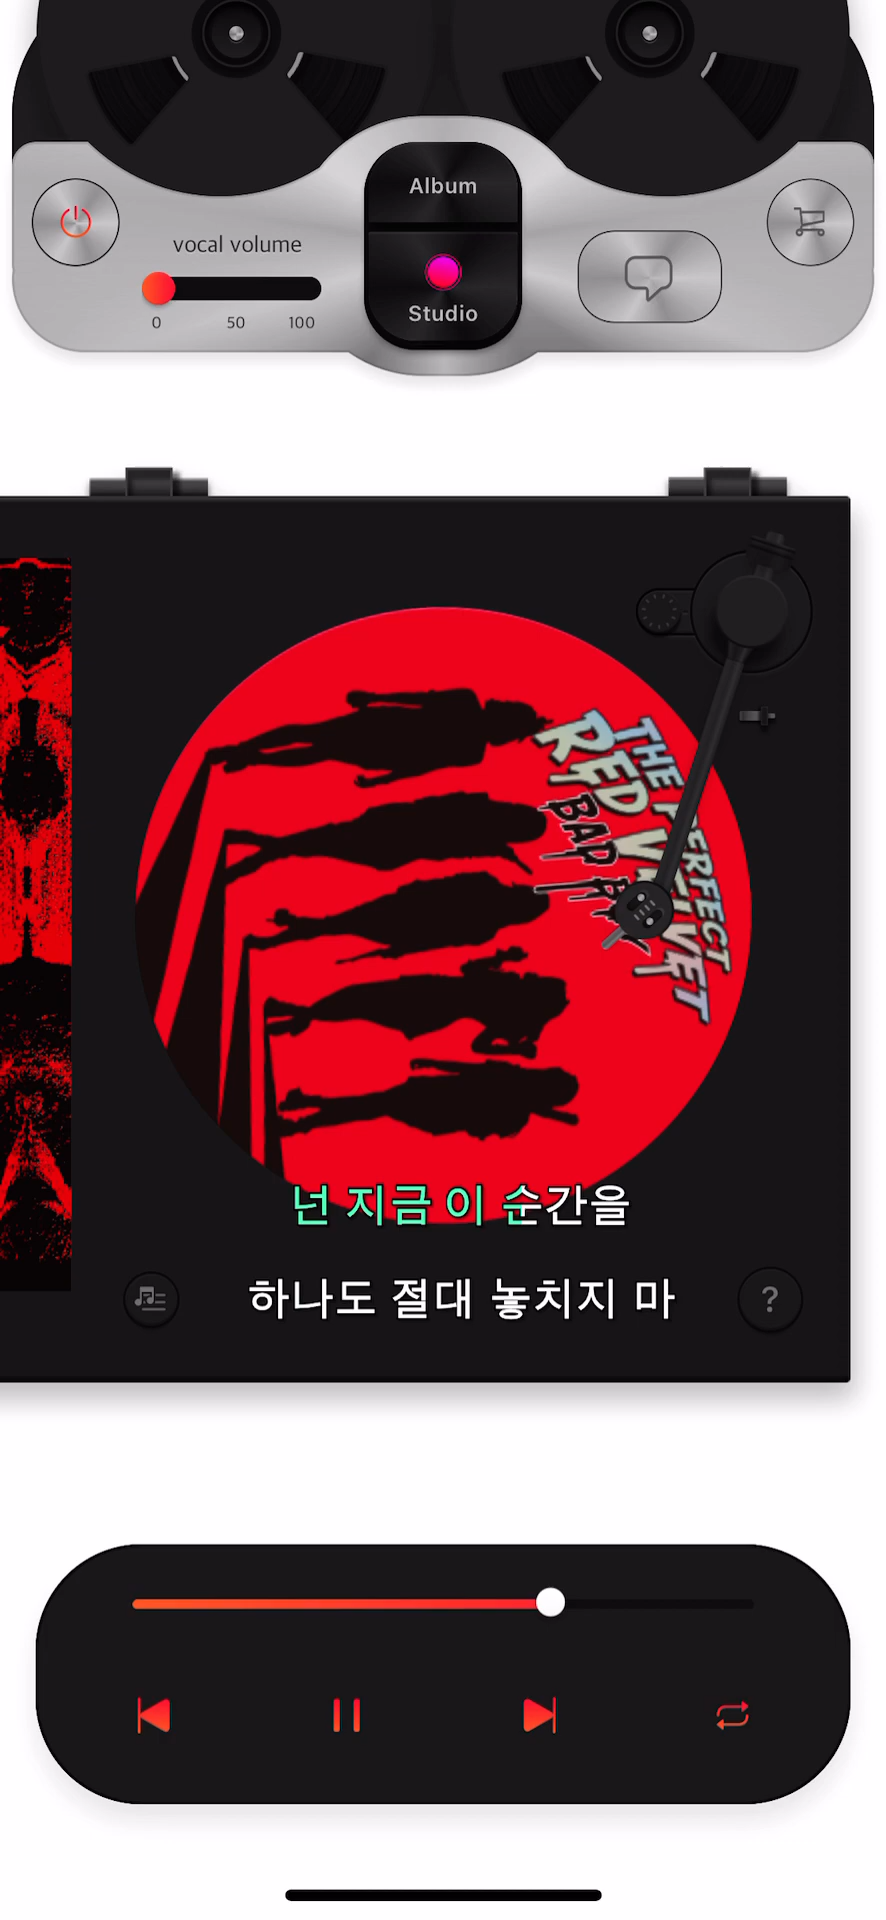 Album
vocal volume
0 50 100
Studio
THE PERFECT
RED VELVET
BAD
넌 지금 이 순간을
하나도 절대 놓치지 마
?